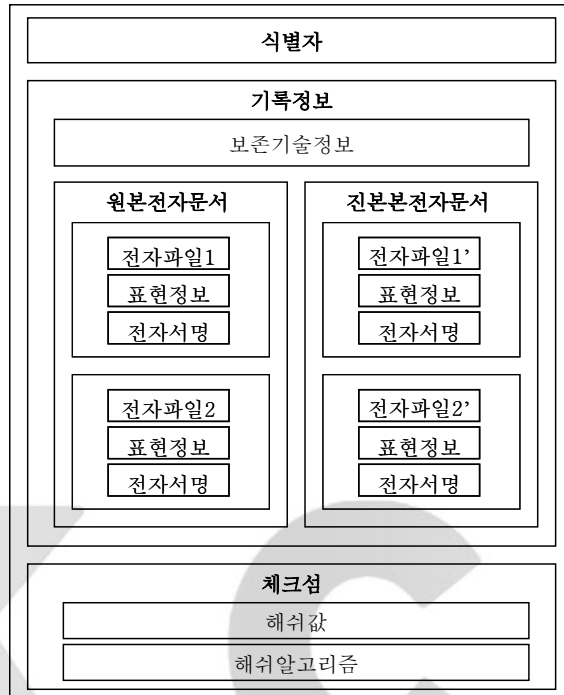 식별자
기록정보
보존기술정보
원본전자문서
전자파일1
표현정보
전자서명
전자파일2
표현정보
전자서명
진본본전자문서
전자파일1’
표현정보
전자서명
전자파일2’
표현정보
전자서명
체크섬
해쉬값
해쉬알고리즘